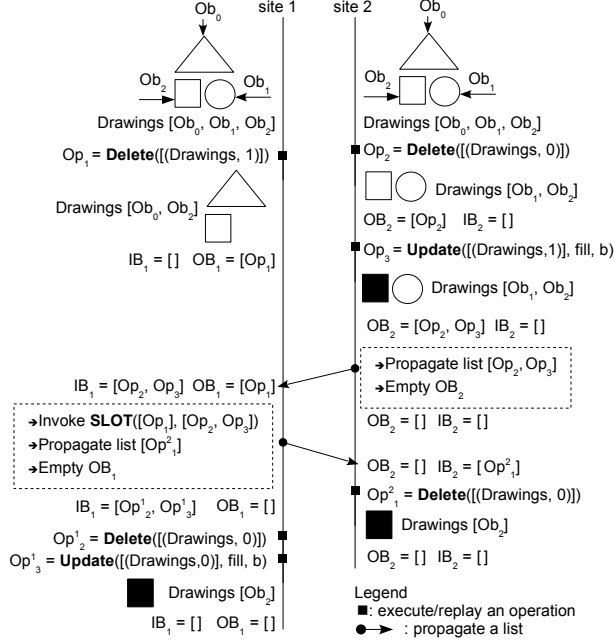 site 1
site 2
Ob0
Ob2
Ob1
Drawings [Ob0, Ob1, Ob2]
Op1 = Delete([(Drawings, 1)])
Drawings [Ob0, Ob2]
IB1 = [ ] OB1 = [Op1]
IB1 = [Op2, Op3] OB1 = [Op1]
➔Invoke SLOT([Op1], [Op2, Op3])
➔Propagate list [Op²1]
➔Empty OB1
IB1 = [Op¹2, Op¹3] OB1 = [ ]
Op¹2 = Delete([(Drawings, 0)])
Op¹3 = Update([(Drawings,0)], fill, b)
Drawings [Ob2]
IB1 = [ ] OB1 = [ ]
Ob0
Ob2
Ob1
Drawings [Ob0, Ob1, Ob2]
Op2 = Delete([(Drawings, 0)])
Drawings [Ob1, Ob2]
OB2 = [Op2] IB2 = [ ]
Op3 = Update([(Drawings,1)], fill, b)
Drawings [Ob1, Ob2]
OB2 = [Op2, Op3] IB2 = [ ]
➔Propagate list [Op2, Op3]
➔Empty OB2
OB2 = [ ] IB2 = [ ]
OB2 = [ ] IB2 = [Op²1]
Op²1 = Delete([(Drawings, 0)])
Drawings [Ob2]
OB2 = [ ] IB2 = [ ]
Legend
: execute/replay an operation
: propagate a list